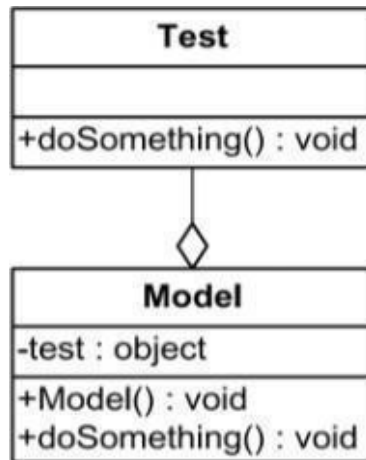 Test
+doSomething() : void
Model
-test : object
+Model() : void
+doSomething() : void